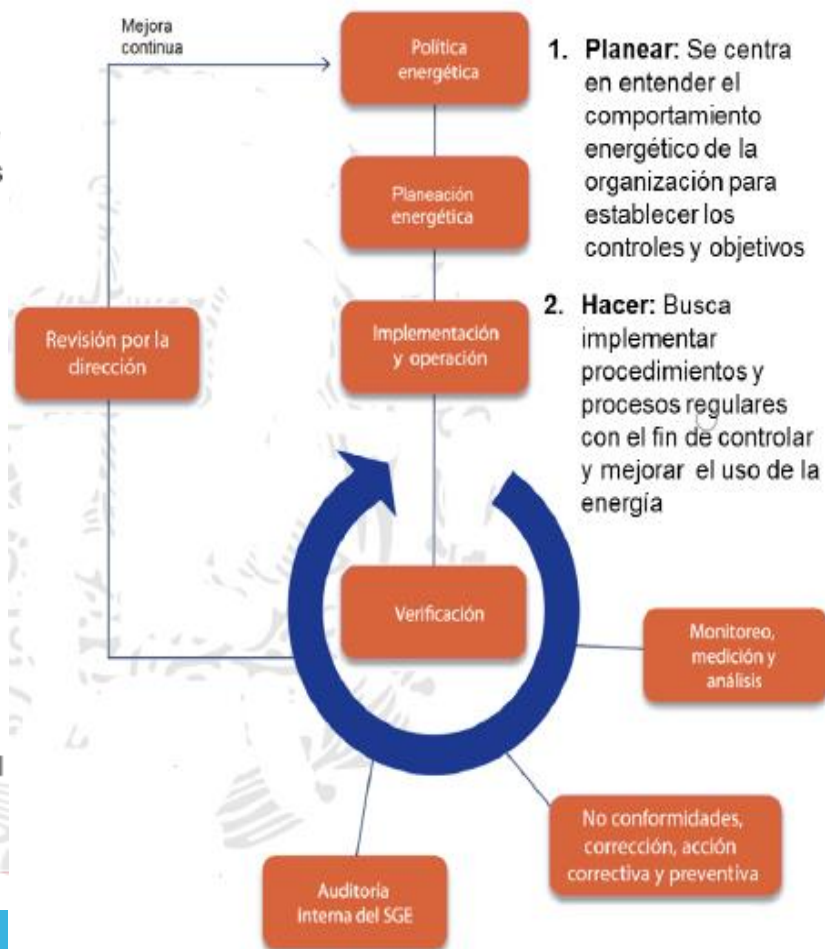 Mejora
continua
Política
energética
Planeación
energética
Implementación
y operación
Revisión por la
dirección
Verificación
Monitoreo,
medición y
análisis
No conformidades,
corrección, acción
correctiva y preventiva
Auditoría
Interna del SGE
1. Planear: Se centra
en entender el
comportamiento
energético de la
organización para
establecer los
controles y objetivos
2. Hacer: Busca
implementar
procedimientos y
procesos regulares
con el fin de controlar
y mejorar el uso de la
energía